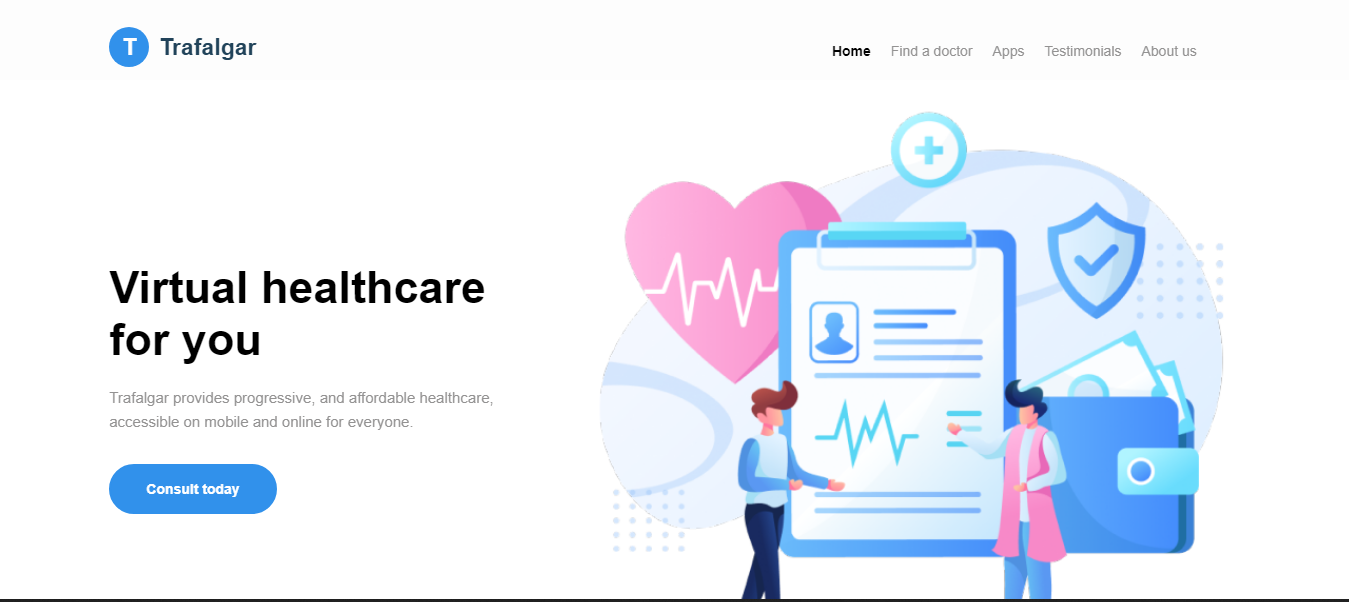 T Trafalgar
Home Find a doctor Apps Testimonials About us
Virtual healthcare
for you
Trafalgar provides progressive, and affordable healthcare,
accessible on mobile and online for everyone.
Consult today